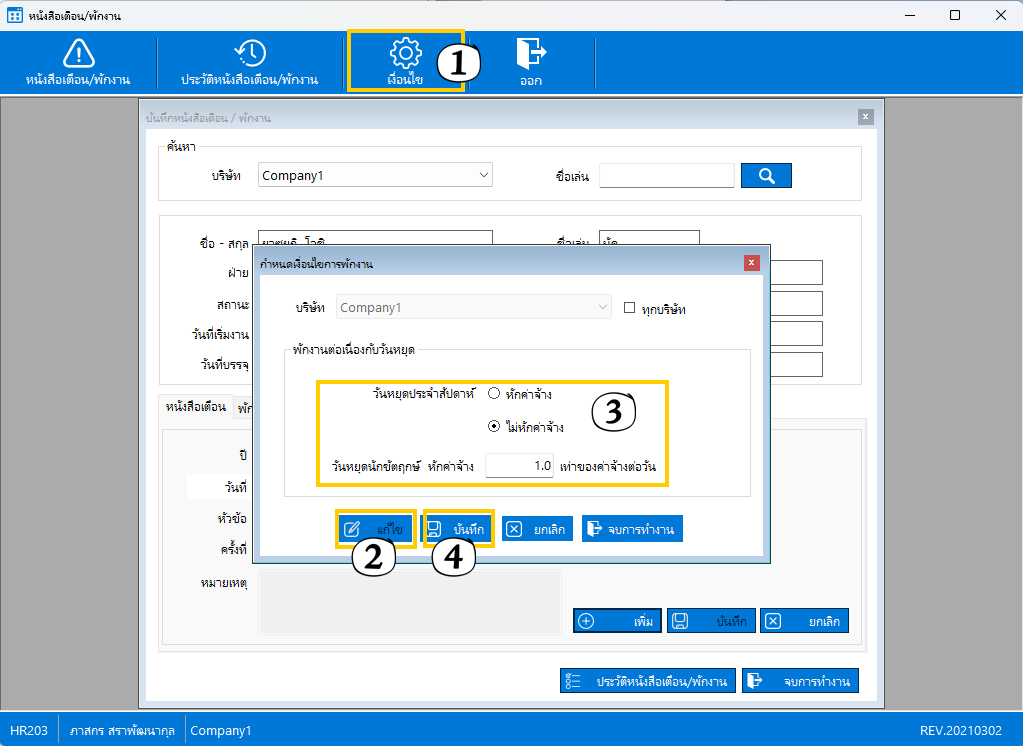 หนังสือเตือน/พักงาน
หนังสือเตือน/พักงาน
ประวัติหนังสือเตือน/พักงาน
เงื่อนไข
1
ออก
บันทึกหนังสือเตือน / พักงาน
ค้นหา
บริษัท Company1 ชื่อเล่น
ชื่อ - สกุล
ฝ่าย
สถานะ
วันที่เริ่มงาน
วันที่บรรจุ
กำหนดเงื่อนไขการพักงาน
บริษัท Company1 ทุกบริษัท
พักงานต่อเนื่องกับวันหยุด
วันหยุดประจำสัปดาห์ หักค่าจ้าง
3
ไม่หักค่าจ้าง
วันหยุดนักขัตฤกษ์ หักค่าจ้าง 1.0 เท่าของค่าจ้างต่อวัน
แก้ไข บันทึก ยกเลิก จบการทำงาน
2 4
หนังสือเตือน พัก
ปี
วันที่
หัวข้อ
ครั้งที่
หมายเหตุ
เพิ่ม บันทึก ยกเลิก
ประวัติหนังสือเตือน/พักงาน จบการทำงาน
HR203 ภาสกร สราพัฒนากุล Company1 REV.20210302